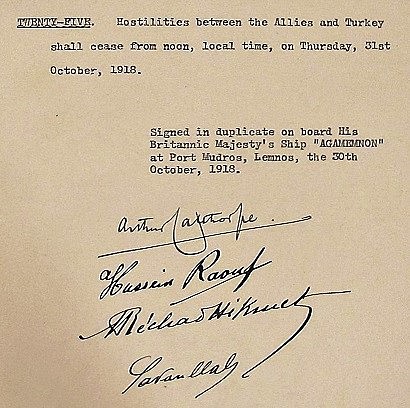 TWENTY-FIVE. Hostilities between the Allies and Turkey
shall cease from noon, local time, on Thursday, 31st
October, 1918.
Signed in duplicate on board His
Britannic Majesty's Ship "AGAMEMNON"
at Port Mudros, Lemnos, the 30th
October, 1918.
Arthur Calthorpe.
Hussein Raouf
Réchad Hikmet
Saadullah